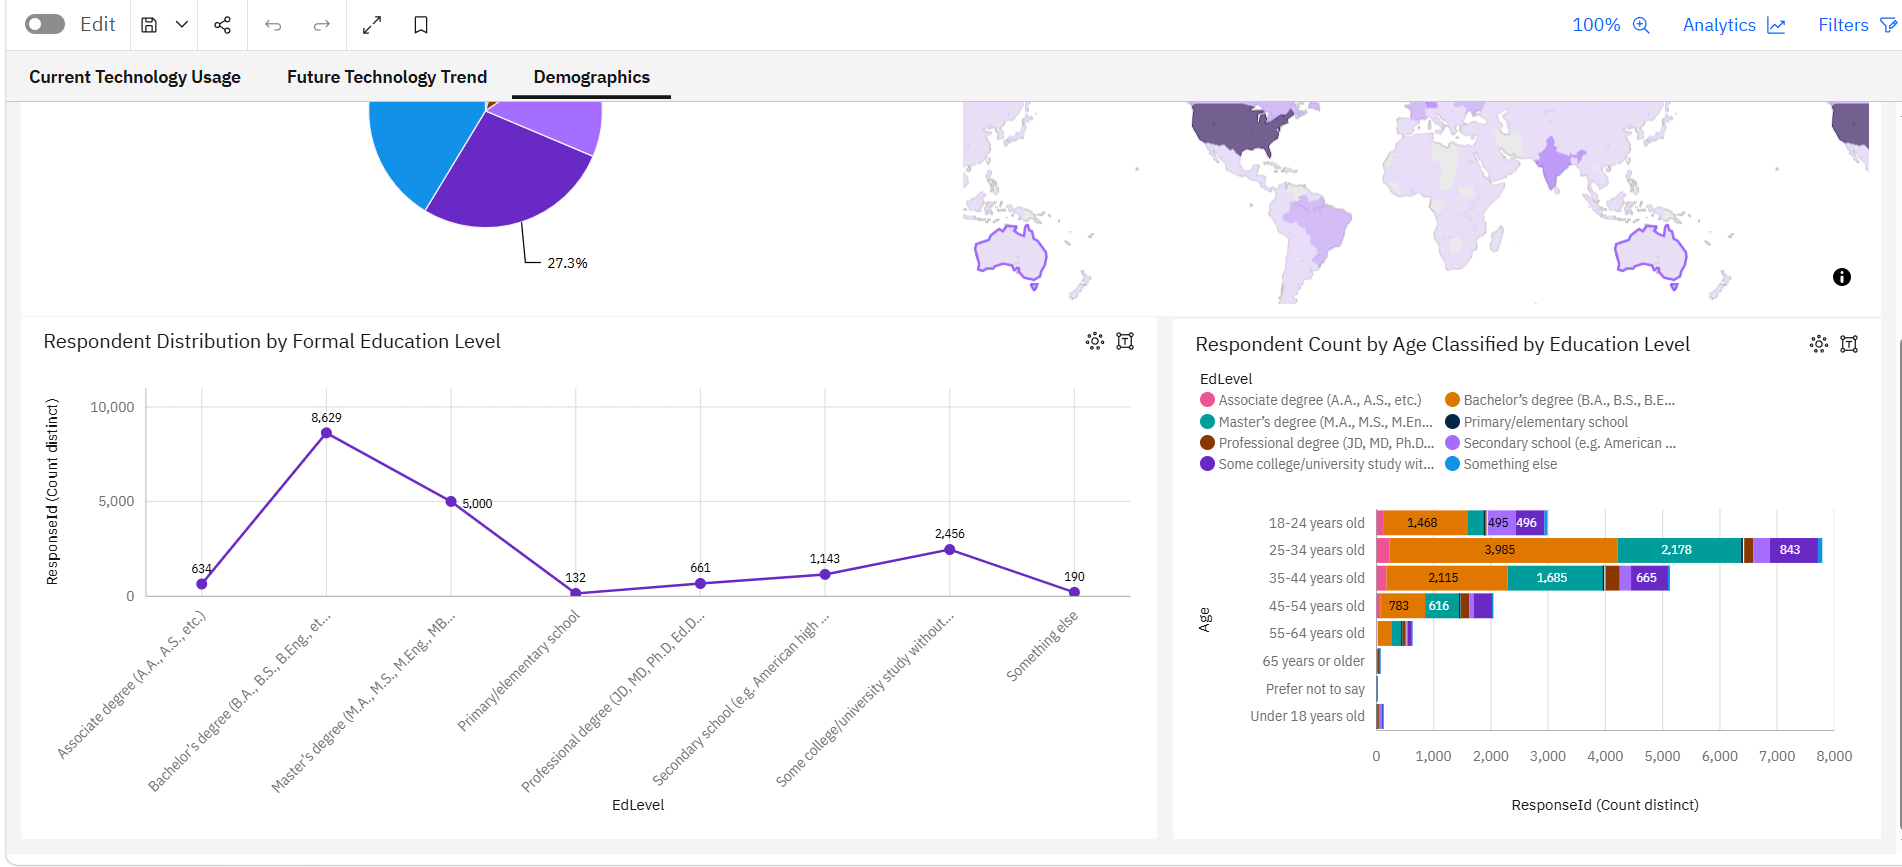 Edit
100%
Analytics
Filters
Current Technology Usage
Future Technology Trend
Demographics
27.3%
Respondent Distribution by Formal Education Level
ResponseId (Count distinct)
10,000
5,000
0
634
8,629
5,000
132
661
1,143
2,456
190
Associate degree (A.A., A.S., etc.)
Bachelor’s degree (B.A., B.S., B.Eng., et...
Master’s degree (M.A., M.S., M.Eng., MB...
Primary/elementary school
Professional degree (JD, MD, Ph.D, Ed.D...
Secondary school (e.g. American high ...
Some college/university study without...
Something else
EdLevel
Respondent Count by Age Classified by Education Level
EdLevel
Associate degree (A.A., A.S., etc.)
Bachelor’s degree (B.A., B.S., B.E...
Master’s degree (M.A., M.S., M.En...
Primary/elementary school
Professional degree (JD, MD, Ph.D...
Secondary school (e.g. American ...
Some college/university study wit...
Something else
Age
18-24 years old
1,468
495
496
25-34 years old
3,985
2,178
843
35-44 years old
2,115
1,685
665
45-54 years old
783
616
55-64 years old
65 years or older
Prefer not to say
Under 18 years old
0
1,000
2,000
3,000
4,000
5,000
6,000
7,000
8,000
ResponseId (Count distinct)